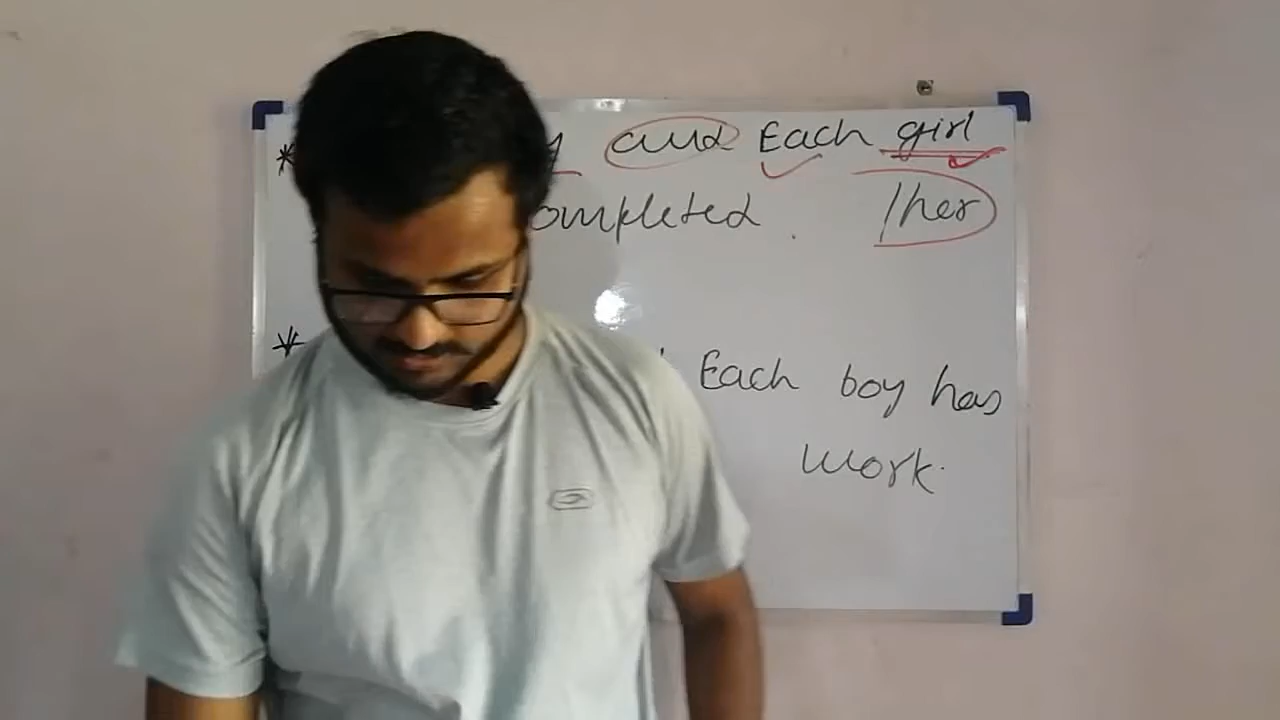 * and Each girl
ompleted. /her
* Each boy has
work.